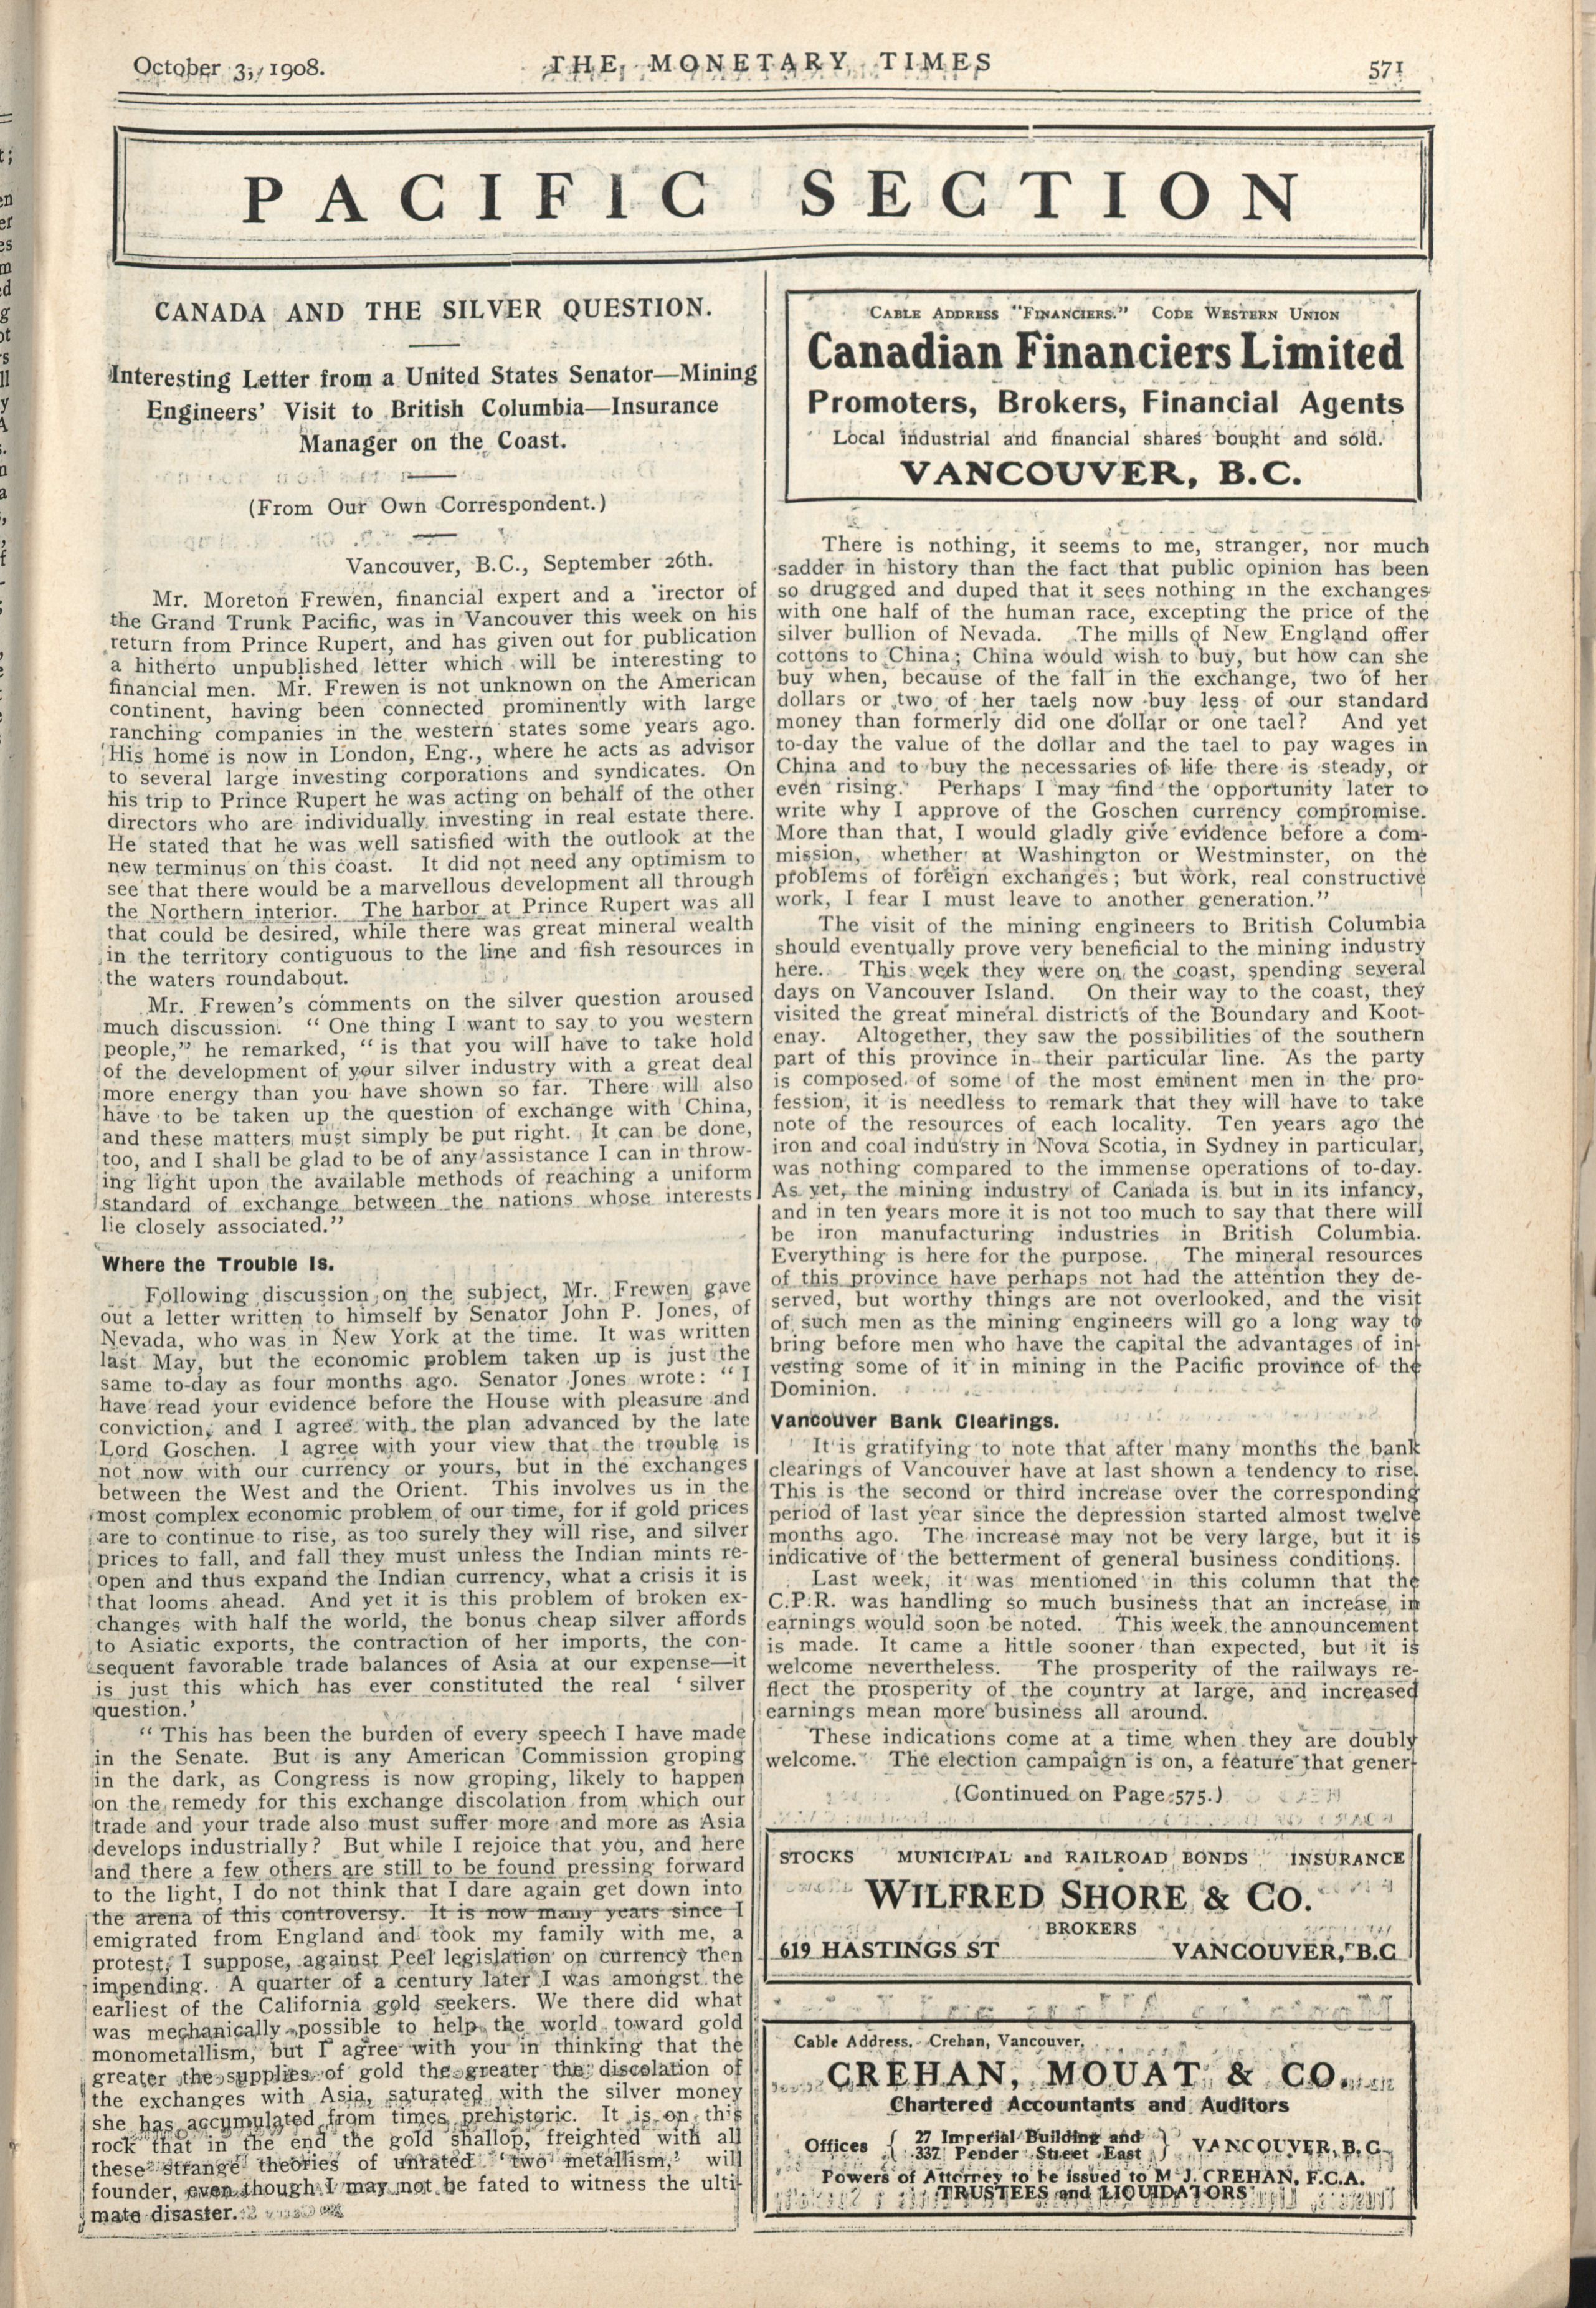 October 3, 1908.
THE MONETARY TIMES
571
PACIFIC SECTION
CANADA AND THE SILVER QUESTION.
Interesting Letter from a United States Senator—Mining
Engineers' Visit to British Columbia—Insurance
Manager on the Coast.
(From Our Own Correspondent.)
Vancouver, B.C., September 26th.
Mr. Moreton Frewen, financial expert and a irector of
the Grand Trunk Pacific, was in Vancouver this week on his
return from Prince Rupert, and has given out for publication
a hitherto unpublished letter which will be interesting to
financial men. Mr. Frewen is not unknown on the American
continent, having been connected prominently with large
ranching companies in the western states some years ago.
His home is now in London, Eng., where he acts as advisor
to several large investing corporations and syndicates. On
his trip to Prince Rupert he was acting on behalf of the other
directors who are individually investing in real estate there.
He stated that he was well satisfied with the outlook at the
new terminus on this coast. It did not need any optimism to
see that there would be a marvellous development all through
the Northern interior. The harbor at Prince Rupert was all
that could be desired, while there was great mineral wealth
in the territory contiguous to the line and fish resources in
the waters roundabout.
Mr. Frewen's comments on the silver question aroused
much discussion. "One thing I want to say to you western
people," he remarked, "is that you will have to take hold
of the development of your silver industry with a great deal
more energy than you have shown so far. There will also
have to be taken up the question of exchange with China,
and these matters must simply be put right. It can be done,
too, and I shall be glad to be of any assistance I can in throw-
ing light upon the available methods of reaching a uniform
standard of exchange between the nations whose interests
lie closely associated."
Where the Trouble Is.
Following discussion on the subject, Mr. Frewen gave
out a letter written to himself by Senator John P. Jones, of
Nevada, who was in New York at the time. It was written
last May, but the economic problem taken up is just the
same to-day as four months ago. Senator Jones wrote: "I
have read your evidence before the House with pleasure and
conviction, and I agree with the plan advanced by the late
Lord Goschen. I agree with your view that the trouble is
not now with our currency or yours, but in the exchanges
between the West and the Orient. This involves us in the
most complex economic problem of our time, for if gold prices
are to continue to rise, as too surely they will rise, and silver
prices to fall, and fall they must unless the Indian mints re-
open and thus expand the Indian currency, what a crisis it is
that looms ahead. And yet it is this problem of broken ex-
changes with half the world, the bonus cheap silver affords
to Asiatic exports, the contraction of her imports, the con-
sequent favorable trade balances of Asia at our expense—it
is just this which has ever constituted the real 'silver
question.'
"This has been the burden of every speech I have made
in the Senate. But is any American Commission groping
in the dark, as Congress is now groping, likely to happen
on the remedy for this exchange discolation from which our
trade and your trade also must suffer more and more as Asia
develops industrially? But while I rejoice that you, and here
and there a few others are still to be found pressing forward
to the light, I do not think that I dare again get down into
the arena of this controversy. It is now many years since I
emigrated from England and took my family with me, a
protest, I suppose, against Peel legislation on currency then
impending. A quarter of a century later I was amongst the
earliest of the California gold seekers. We there did what
was mechanically possible to help the world toward gold
monometallism, but I agree with you in thinking that the
greater the supplies of gold the greater the discolation of
the exchanges with Asia, saturated with the silver money
she has accumulated from times prehistoric. It is on this
rock that in the end the gold shallop, freighted with all
these strange theories of unrated 'two metallism,' will
founder, even though I may not be fated to witness the ulti-
mate disaster.
CABLE ADDRESS "FINANCIERS." CODE WESTERN UNION
Canadian Financiers Limited
Promoters, Brokers, Financial Agents
Local industrial and financial shares bought and sold.
VANCOUVER, B.C.
There is nothing, it seems to me, stranger, nor much
sadder in history than the fact that public opinion has been
so drugged and duped that it sees nothing in the exchanges
with one half of the human race, excepting the price of the
silver bullion of Nevada. The mills of New England offer
cottons to China; China would wish to buy, but how can she
buy when, because of the fall in the exchange, two of her
dollars or two of her taels now buy less of our standard
money than formerly did one dollar or one tael? And yet
to-day the value of the dollar and the tael to pay wages in
China and to buy the necessaries of life there is steady, or
even rising. Perhaps I may find the opportunity later to
write why I approve of the Goschen currency compromise.
More than that, I would gladly give evidence before a com-
mission, whether at Washington or Westminster, on the
problems of foreign exchanges; but work, real constructive
work, I fear I must leave to another generation."
The visit of the mining engineers to British Columbia
should eventually prove very beneficial to the mining industry
here. This week they were on the coast, spending several
days on Vancouver Island. On their way to the coast, they
visited the great mineral districts of the Boundary and Koot-
enay. Altogether, they saw the possibilities of the southern
part of this province in their particular line. As the party
is composed of some of the most eminent men in the pro-
fession, it is needless to remark that they will have to take
note of the resources of each locality. Ten years ago the
iron and coal industry in Nova Scotia, in Sydney in particular,
was nothing compared to the immense operations of to-day.
As yet, the mining industry of Canada is but in its infancy,
and in ten years more it is not too much to say that there will
be iron manufacturing industries in British Columbia.
Everything is here for the purpose. The mineral resources
of this province have perhaps not had the attention they de-
served, but worthy things are not overlooked, and the visit
of such men as the mining engineers will go a long way to
bring before men who have the capital the advantages of in-
vesting some of it in mining in the Pacific province of the
Dominion.
Vancouver Bank Clearings.
It is gratifying to note that after many months the bank
clearings of Vancouver have at last shown a tendency to rise.
This is the second or third increase over the corresponding
period of last year since the depression started almost twelve
months ago. The increase may not be very large, but it is
indicative of the betterment of general business conditions.
Last week, it was mentioned in this column that the
C.P.R. was handling so much business that an increase in
earnings would soon be noted. This week the announcement
is made. It came a little sooner than expected, but it is
welcome nevertheless. The prosperity of the railways re-
flect the prosperity of the country at large, and increased
earnings mean more business all around.
These indications come at a time when they are doubly
welcome. The election campaign is on, a feature that gener-
(Continued on Page 575.)
STOCKS MUNICIPAL and RAILROAD BONDS INSURANCE
WILFRED SHORE & CO.
BROKERS
619 HASTINGS ST VANCOUVER, B.C
Cable Address. Crehan, Vancouver.
CREHAN, MOUAT & CO.
Chartered Accountants and Auditors
Offices { 27 Imperial Building and
337 Pender Street East } VANCOUVER, B.C.
Powers of Attorney to be issued to M. J. CREHAN, F.C.A.
TRUSTEES and LIQUIDATORS